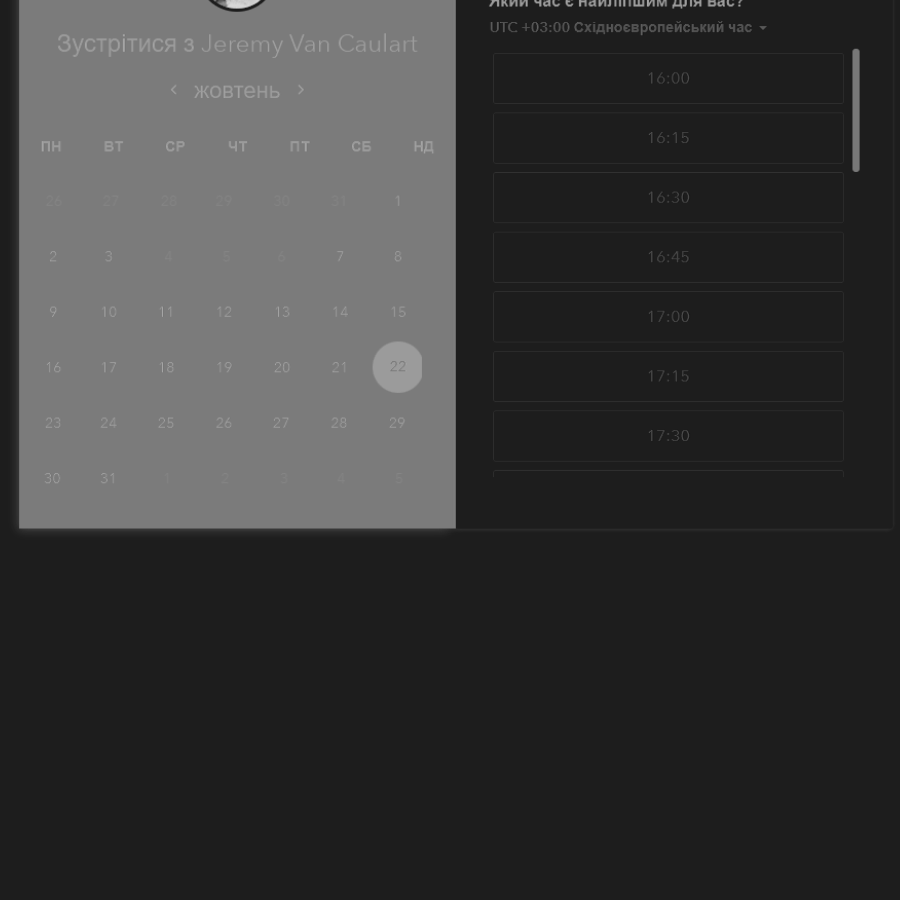 Зустрітися з Jeremy Van Caulart
жовтень
ПН ВТ СР ЧТ ПТ СБ НД
26 27 28 29 30 31 1
2 3 4 5 6 7 8
9 10 11 12 13 14 15
16 17 18 19 20 21 22
23 24 25 26 27 28 29
30 31 1 2 3 4 5
Який час є найліпшим для вас?
UTC +03:00 Східноєвропейський час
16:00
16:15
16:30
16:45
17:00
17:15
17:30